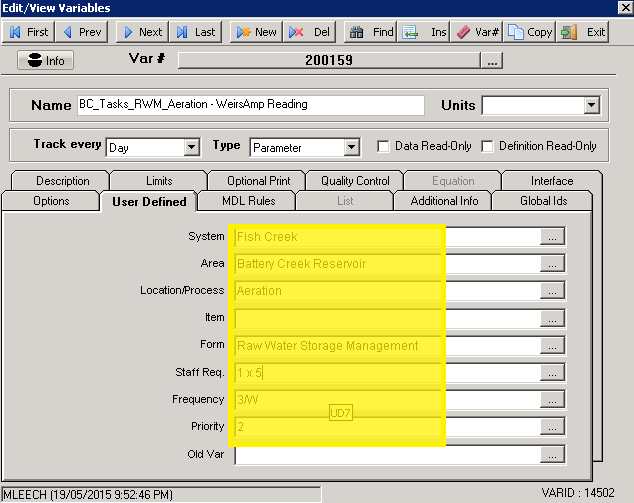 Edit/View Variables
First Prev Next Last New Del Find Ins Var# Copy Exit
Info Var # 200159 ...
Name BC_Tasks_RWM_Aeration - WeirsAmp Reading Units
Track every Day Type Parameter Data Read-Only Definition Read-Only
Description Limits Optional Print Quality Control Equation Interface
Options User Defined MDL Rules List Additional Info Global Ids
System Fish Creek ...
Area Battery Creek Reservoir ...
Location/Process Aeration ...
Item ...
Form Raw Water Storage Management ...
Staff Req. 1 x 5 ...
Frequency 3/W ...
UD7
Priority 2 ...
Old Var ...
MLEECH (19/05/2015 9:52:46 PM) VARID : 14502